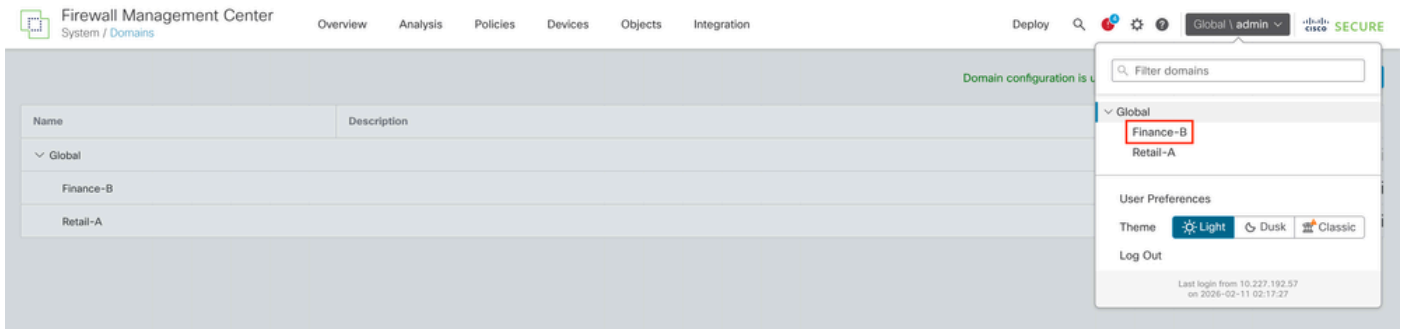 Firewall Management Center
System / Domains
Overview Analysis Policies Devices Objects Integration Deploy Global \ admin CISCO SECURE
Filter domains
Domain configuration is
Name Description
Global
Finance-B
Retail-A
Global
Finance-B
Retail-A
User Preferences
Theme Light Dusk Classic
Log Out
Last login from 10.227.192.57
on 2026-02-11 02:17:27